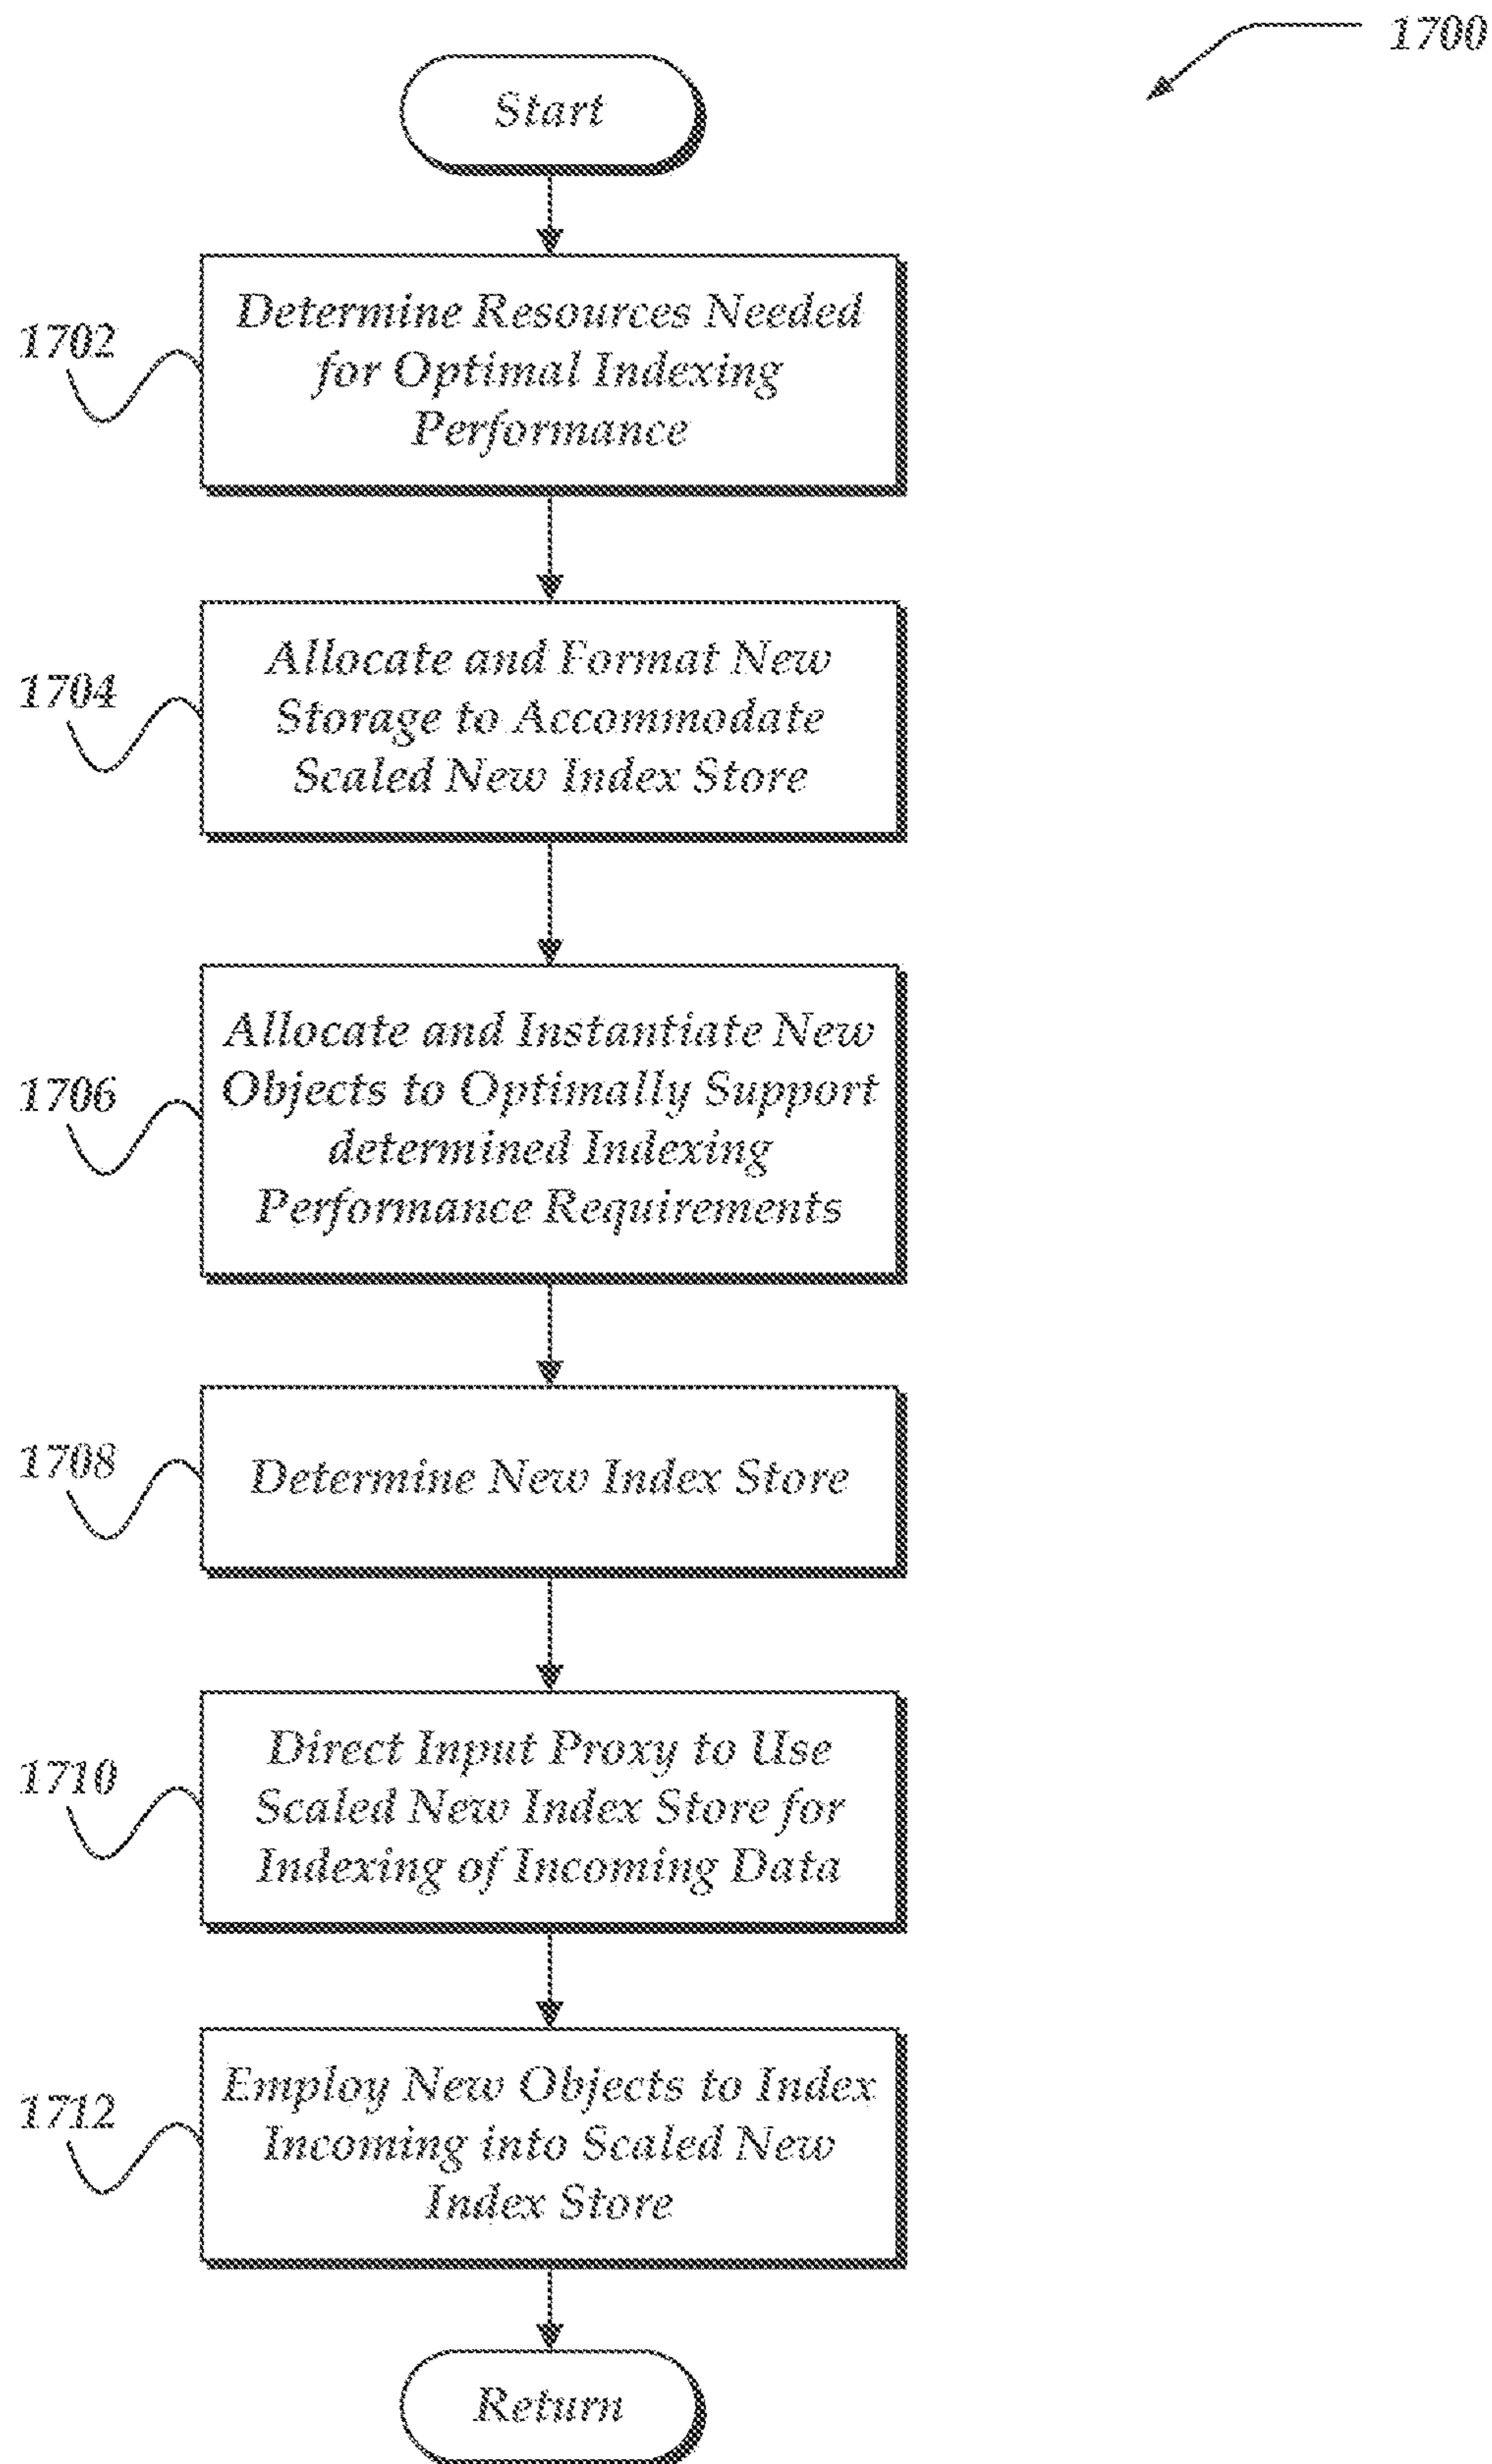 1700
Start
1702
Determine Resources Needed
for Optimal Indexing
Performance
1704
Allocate and Format New
Storage to Accommodate
Scaled New Index Store
1706
Allocate and Instantiate New
Objects to Optimally Support
determined Indexing
Performance Requirements
1708
Determine New Index Store
1710
Direct Input Proxy to Use
Scaled New Index Store for
Indexing of Incoming Data
1712
Employ New Objects to Index
Incoming into Scaled New
Index Store
Return